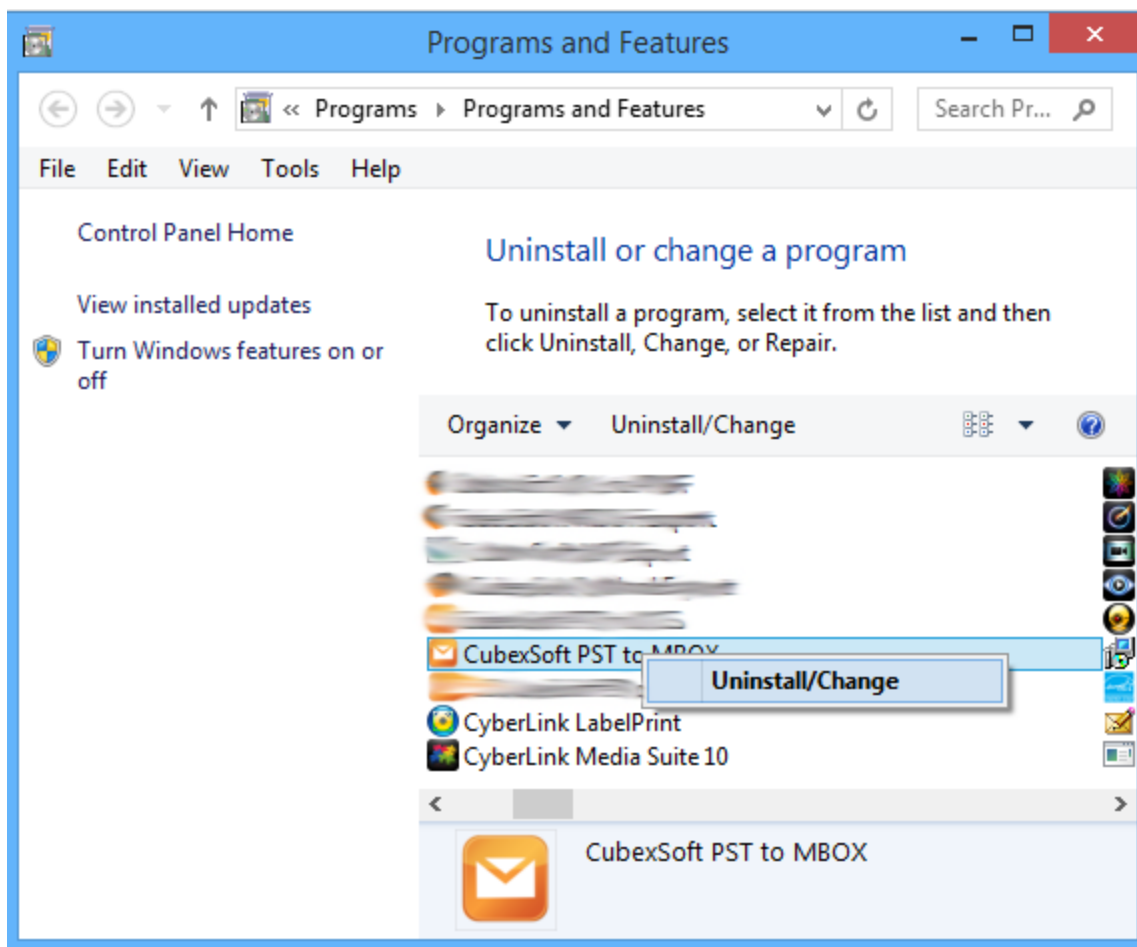 Programs and Features
« Programs Programs and Features
Search Pr...
File Edit View Tools Help
Control Panel Home
View installed updates
Turn Windows features on or
off
Uninstall or change a program
To uninstall a program, select it from the list and then
click Uninstall, Change, or Repair.
Organize Uninstall/Change
CubexSoft PST to MBOX
Uninstall/Change
CyberLink LabelPrint
CyberLink Media Suite 10
CubexSoft PST to MBOX